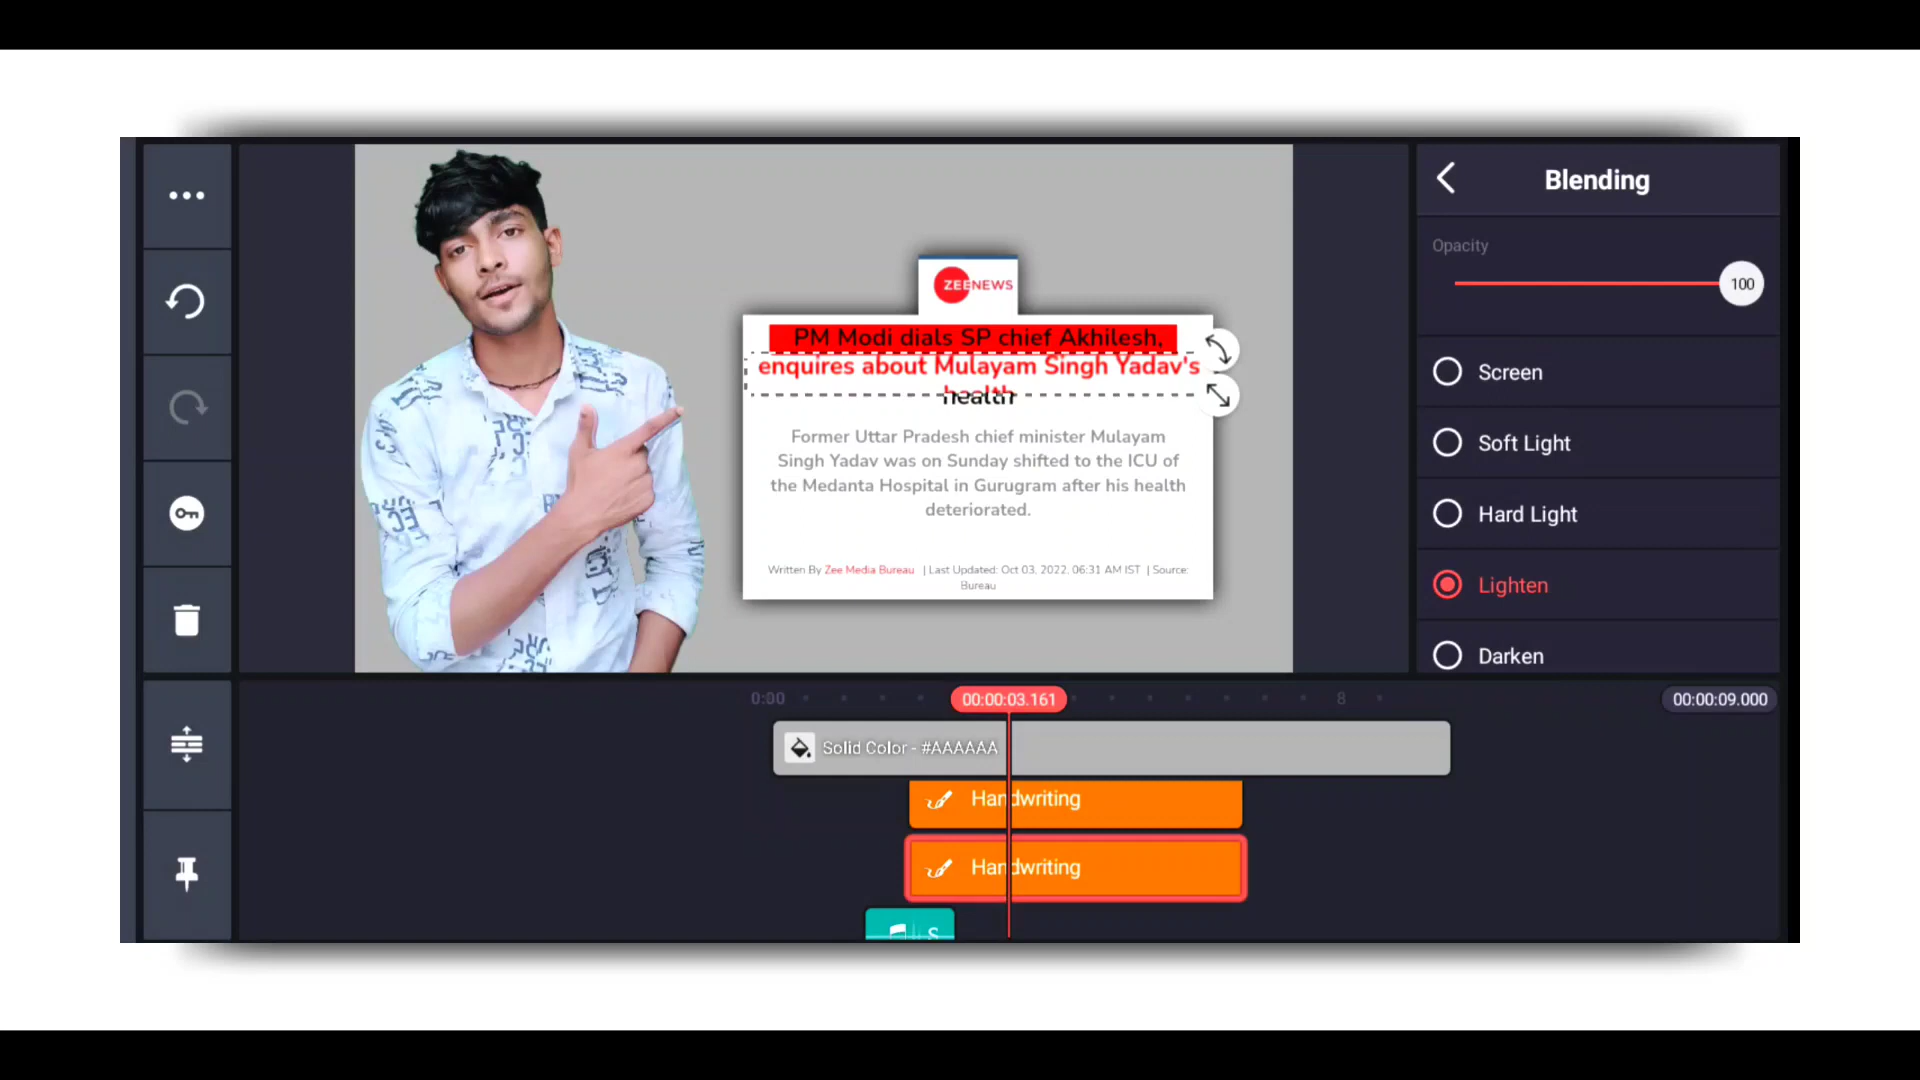 Blending
Opacity
100
ZEENEWS
PM Modi dials SP chief Akhilesh,
enquires about Mulayam Singh Yadav's
health
Screen
Soft Light
Former Uttar Pradesh chief minister Mulayam
Singh Yadav was on Sunday shifted to the ICU of
the Medanta Hospital in Gurugram after his health
deteriorated.
Hard Light
Written By Zee Media Bureau | Last Updated: Oct 03, 2022, 06:31 AM IST | Source:
Bureau
Lighten
Darken
0:00
00:00:03.161
8
00:00:09.000
Solid Color - #AAAAAA
Handwriting
Handwriting
S